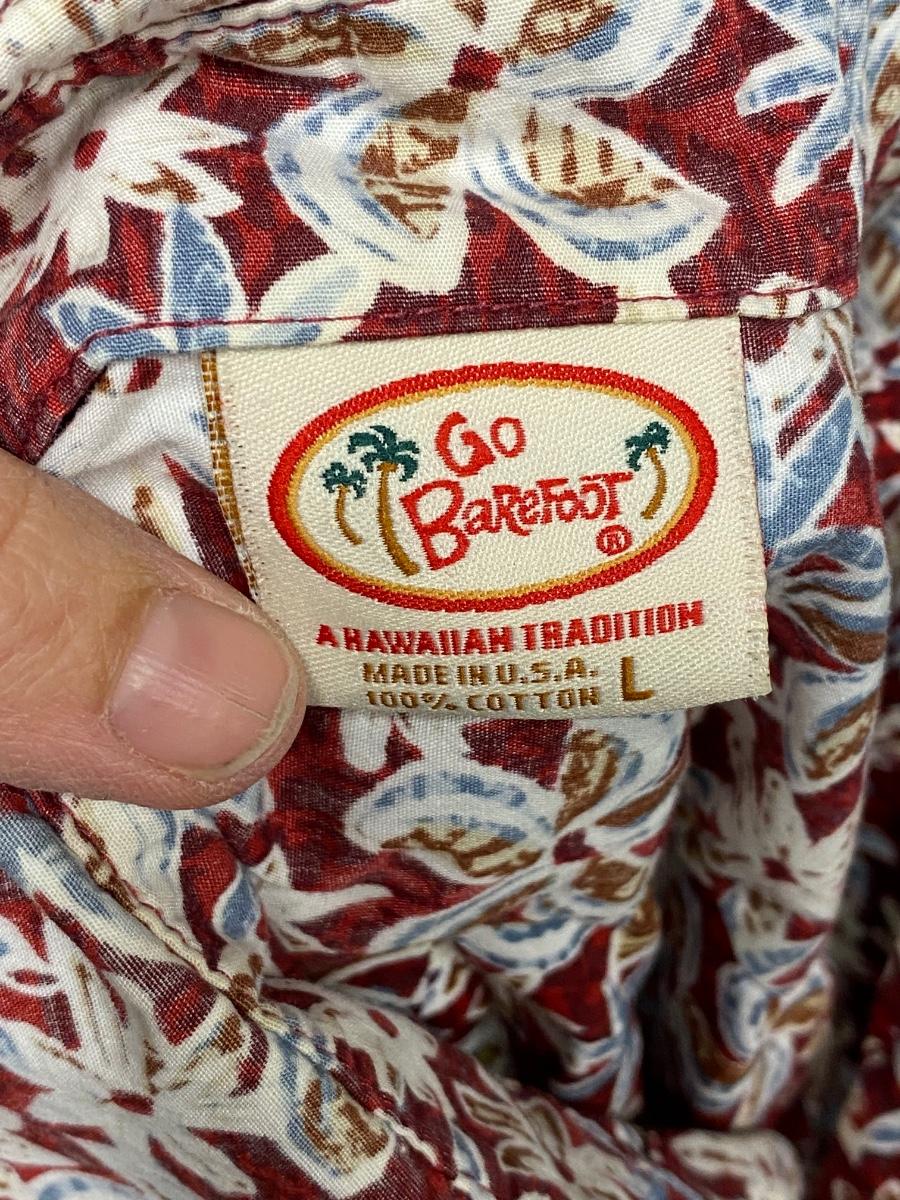 Go
Barefoot
®
A HAWAIIAN TRADITION
MADE IN U.S.A.
100% COTTON L